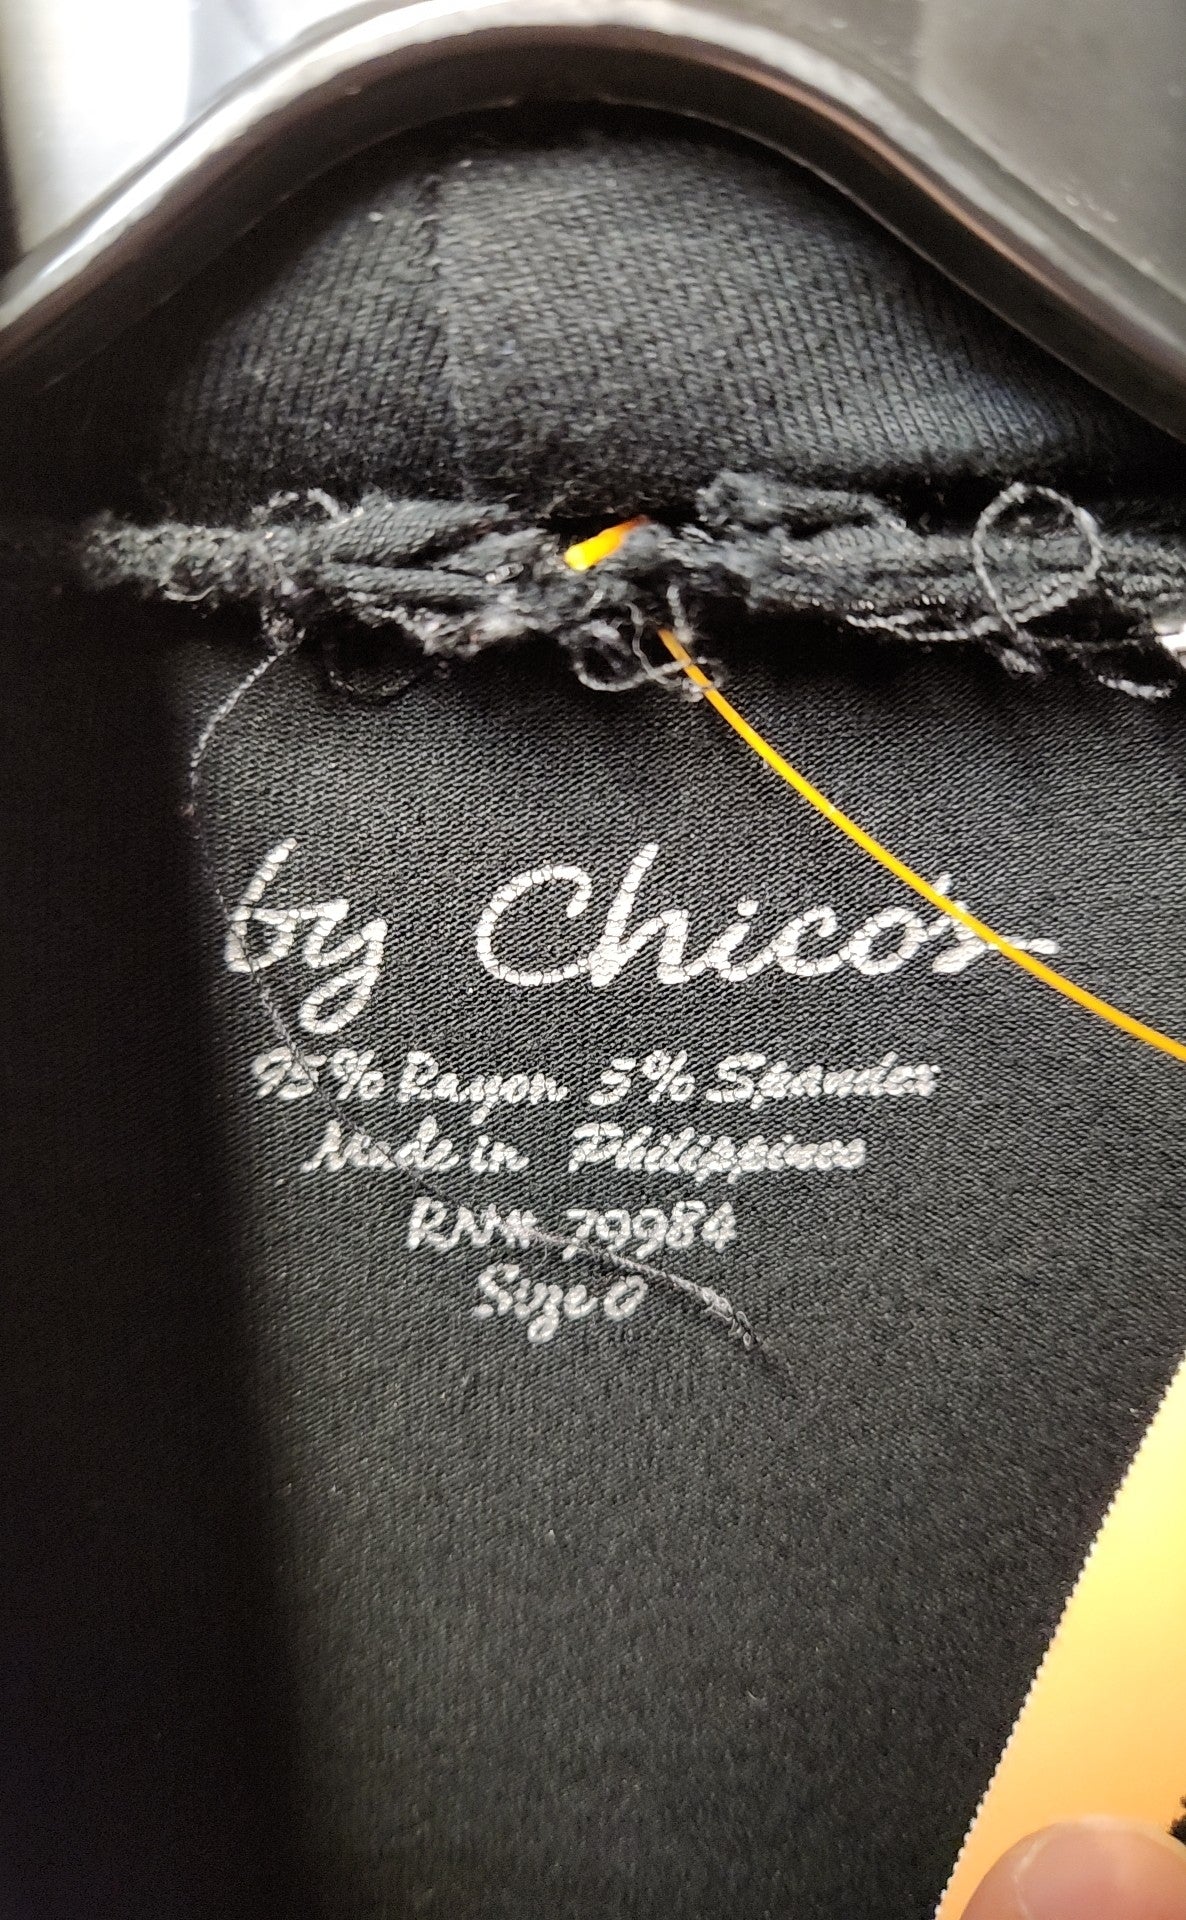 by Chico's
95% Rayon 5% Spandex
Made in Philippines
RN# 79984
Size 0